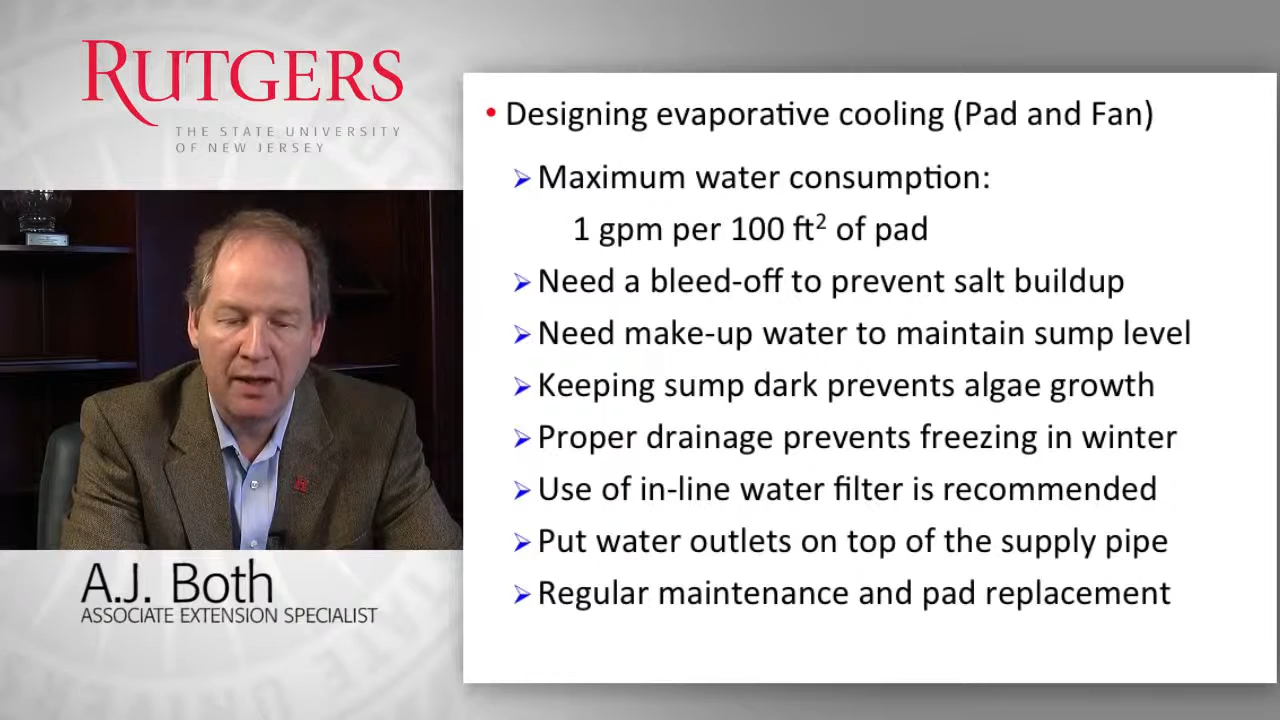 RUTGERS
THE STATE UNIVERSITY
OF NEW JERSEY
• Designing evaporative cooling (Pad and Fan)
➢ Maximum water consumption:
1 gpm per 100 ft² of pad
➢ Need a bleed-off to prevent salt buildup
➢ Need make-up water to maintain sump level
➢ Keeping sump dark prevents algae growth
➢ Proper drainage prevents freezing in winter
➢ Use of in-line water filter is recommended
➢ Put water outlets on top of the supply pipe
➢ Regular maintenance and pad replacement
A.J. Both
ASSOCIATE EXTENSION SPECIALIST